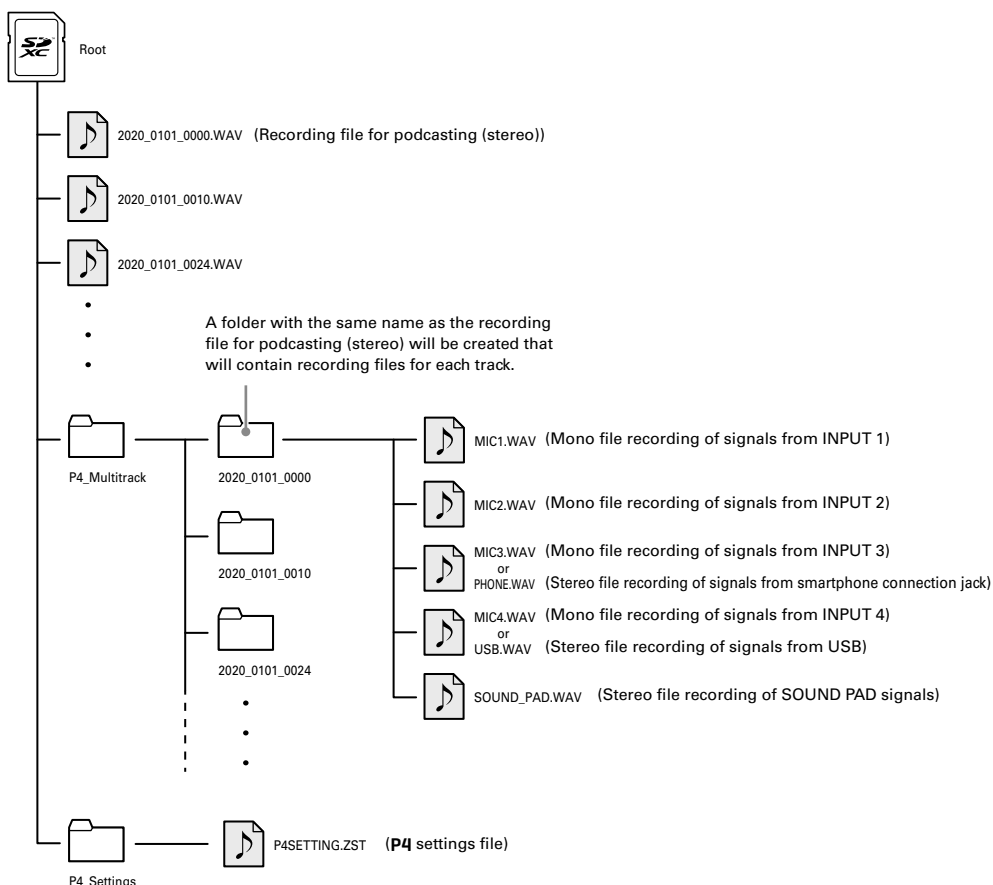 SD
XC
Root
2020_0101_0000.WAV (Recording file for podcasting (stereo))
2020_0101_0010.WAV
2020_0101_0024.WAV
A folder with the same name as the recording
file for podcasting (stereo) will be created that
will contain recording files for each track.
P4_Multitrack
2020_0101_0000
2020_0101_0010
2020_0101_0024
MIC1.WAV (Mono file recording of signals from INPUT 1)
MIC2.WAV (Mono file recording of signals from INPUT 2)
MIC3.WAV (Mono file recording of signals from INPUT 3)
or
PHONE.WAV (Stereo file recording of signals from smartphone connection jack)
MIC4.WAV (Mono file recording of signals from INPUT 4)
or
USB.WAV (Stereo file recording of signals from USB)
SOUND_PAD.WAV (Stereo file recording of SOUND PAD signals)
P4_Settings
P4SETTING.ZST (P4 settings file)